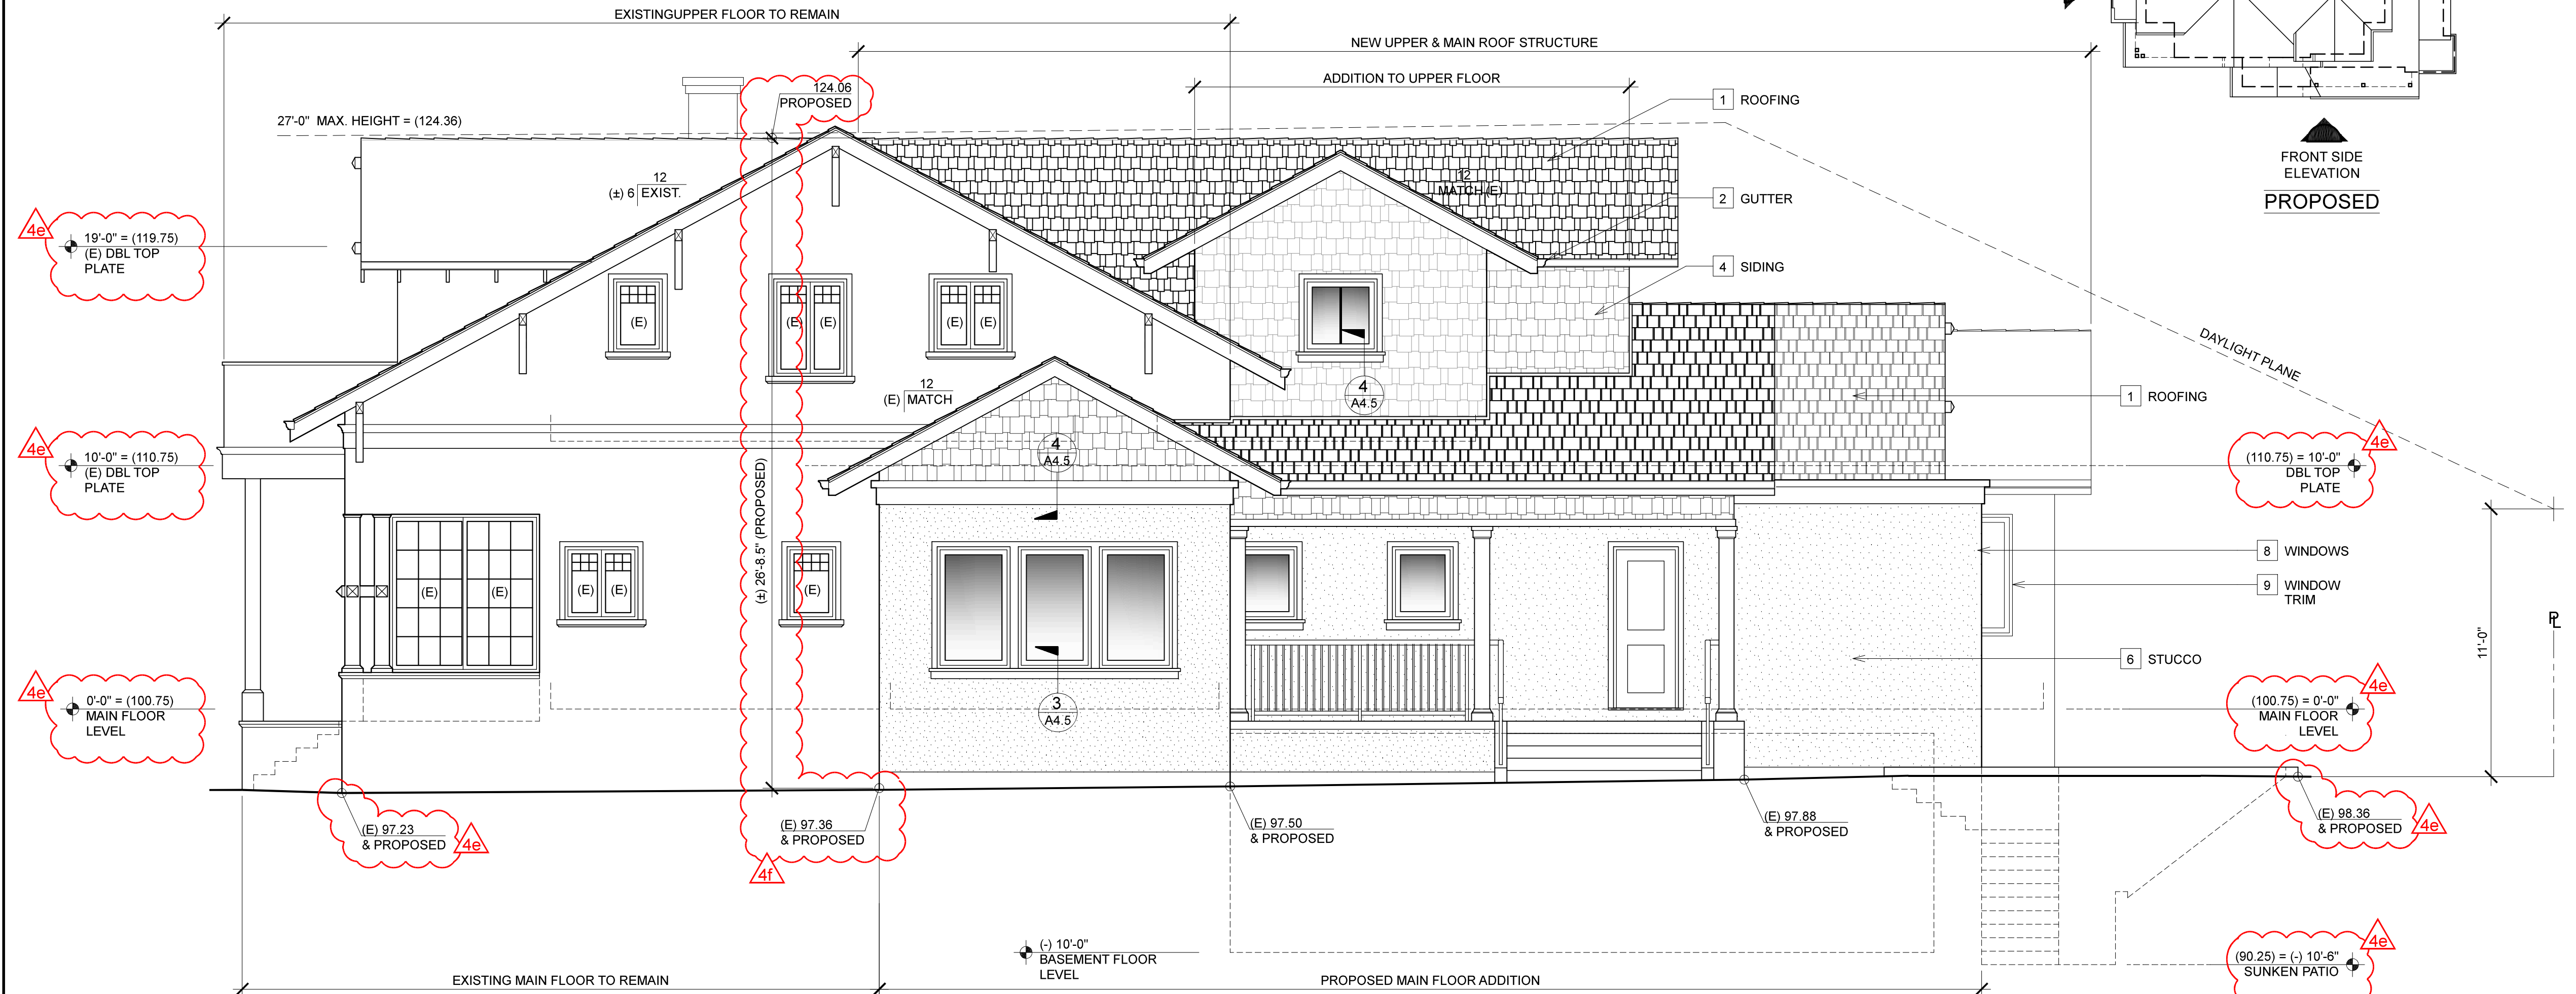 EXISTINGUPPER FLOOR TO REMAIN
NEW UPPER & MAIN ROOF STRUCTURE
ADDITION TO UPPER FLOOR
124.06
PROPOSED
27'-0" MAX. HEIGHT = (124.36)
1 ROOFING
FRONT SIDE
ELEVATION
PROPOSED
12
(±) 6 EXIST.
12
MATCH (E)
2 GUTTER
4e
19'-0" = (119.75)
(E) DBL TOP
PLATE
4 SIDING
(E)
(E) (E)
(E) (E)
DAYLIGHT PLANE
12
(E) MATCH
4
A4.5
1 ROOFING
4e
10'-0" = (110.75)
(E) DBL TOP
PLATE
4
A4.5
4e
(110.75) = 10'-0"
DBL TOP
PLATE
(±) 26'-8.5" (PROPOSED)
8 WINDOWS
9 WINDOW
TRIM
(E) (E)
(E) (E)
(E)
11'-0"
PL
6 STUCCO
4e
0'-0" = (100.75)
MAIN FLOOR
LEVEL
3
A4.5
4e
(100.75) = 0'-0"
MAIN FLOOR
LEVEL
(E) 97.23
& PROPOSED
4e
(E) 97.36
& PROPOSED
4f
(E) 97.50
& PROPOSED
(E) 97.88
& PROPOSED
(E) 98.36
& PROPOSED
4e
(-) 10'-0"
BASEMENT FLOOR
LEVEL
4e
(90.25) = (-) 10'-6"
SUNKEN PATIO
EXISTING MAIN FLOOR TO REMAIN
PROPOSED MAIN FLOOR ADDITION